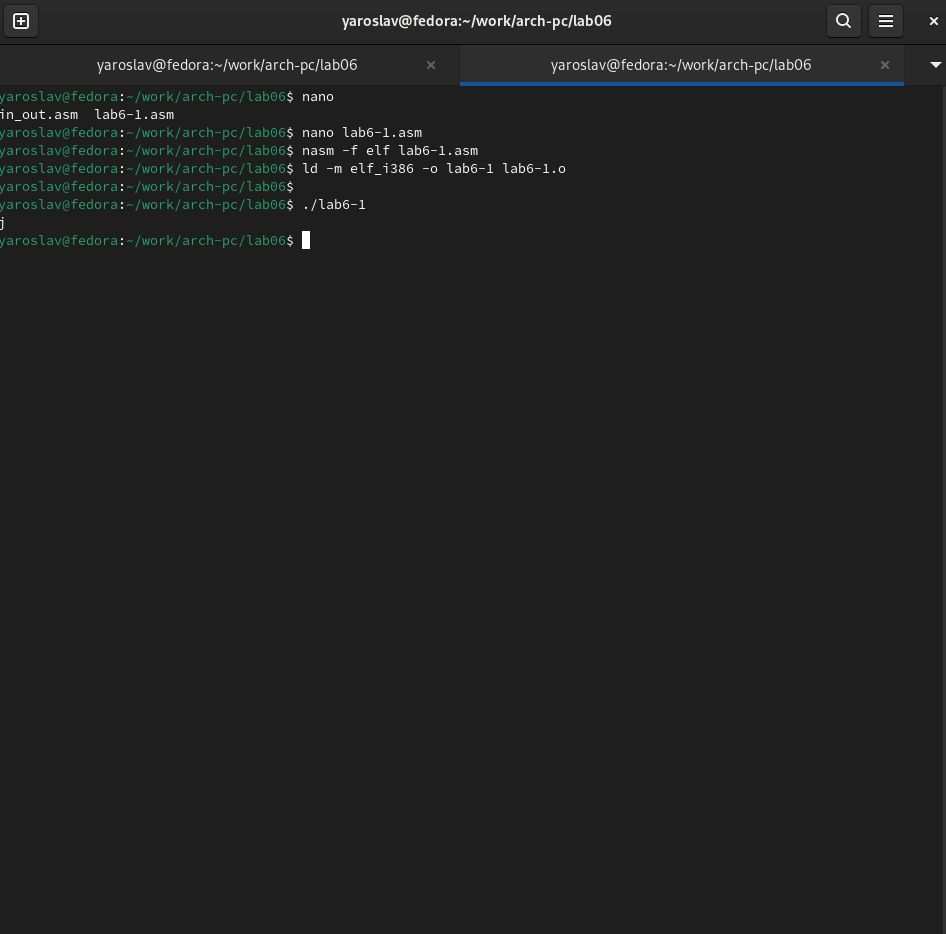 yaroslav@fedora:~/work/arch-pc/lab06
yaroslav@fedora:~/work/arch-pc/lab06 yaroslav@fedora:~/work/arch-pc/lab06
yaroslav@fedora:~/work/arch-pc/lab06$ nano
in_out.asm  lab6-1.asm
yaroslav@fedora:~/work/arch-pc/lab06$ nano lab6-1.asm
yaroslav@fedora:~/work/arch-pc/lab06$ nasm -f elf lab6-1.asm
yaroslav@fedora:~/work/arch-pc/lab06$ ld -m elf_i386 -o lab6-1 lab6-1.o
yaroslav@fedora:~/work/arch-pc/lab06$
yaroslav@fedora:~/work/arch-pc/lab06$ ./lab6-1
j
yaroslav@fedora:~/work/arch-pc/lab06$